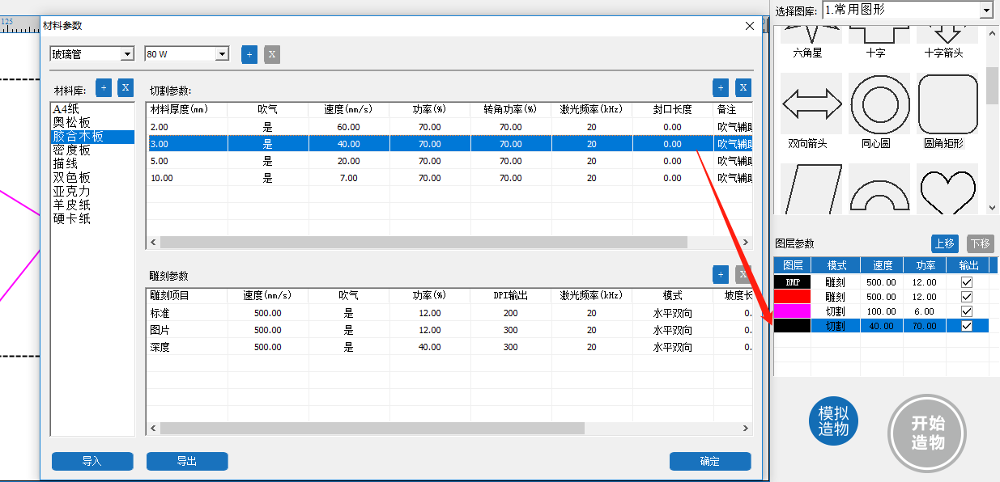 125
材料参数
玻璃管 80 W + X
材料库: + X
A4纸
奥松板
胶合木板
密度板
描线
双色板
亚克力
羊皮纸
硬卡纸
切割参数: + X
材料厚度(mm) 吹气 速度(mm/s) 功率(%) 转角功率(%) 激光频率(kHz) 封口长度 备注
2.00 是 60.00 70.00 70.00 20 0.00 吹气辅助
3.00 是 40.00 70.00 70.00 20 0.00 吹气辅助
5.00 是 20.00 70.00 70.00 20 0.00 吹气辅助
10.00 是 7.00 70.00 70.00 20 0.00 吹气辅助
雕刻参数 + X
雕刻项目 速度(mm/s) 吹气 功率(%) DPI输出 激光频率(kHz) 模式 坡度长
标准 500.00 是 12.00 200 20 水平双向 0.
图片 500.00 是 12.00 300 20 水平双向 0.
深度 500.00 是 40.00 300 20 水平双向 0.
导入 导出 确定
选择图库: 1.常用图形
六角星 十字 十字箭头
双向箭头 同心圆 圆角矩形
图层参数 上移 下移
图层 模式 速度 功率 输出
BMP 雕刻 500.00 12.00
雕刻 500.00 12.00
切割 100.00 6.00
切割 40.00 70.00
模拟
造物
开始
造物